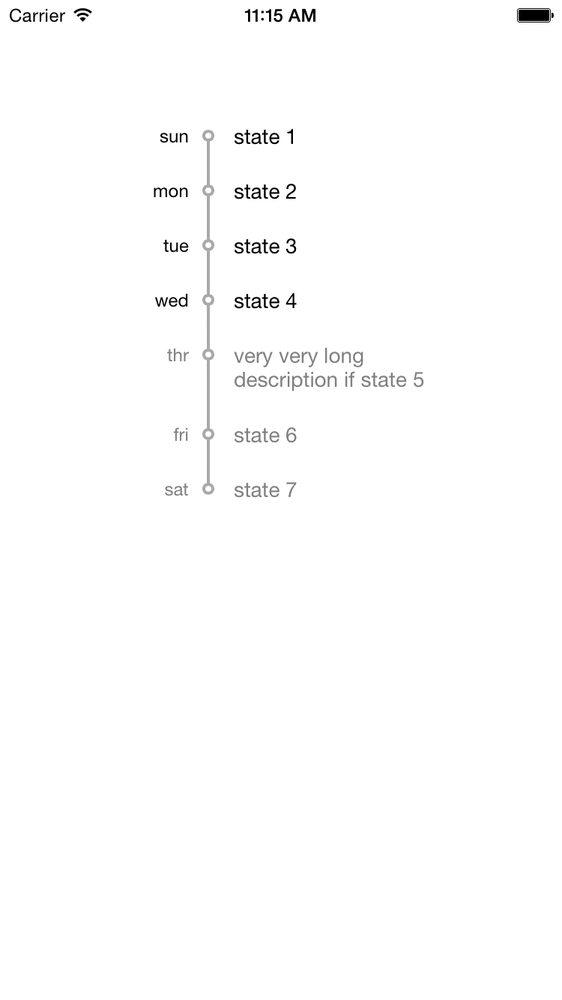 Carrier 11:15 AM
sun state 1
mon state 2
tue state 3
wed state 4
thr very very long
description if state 5
fri state 6
sat state 7